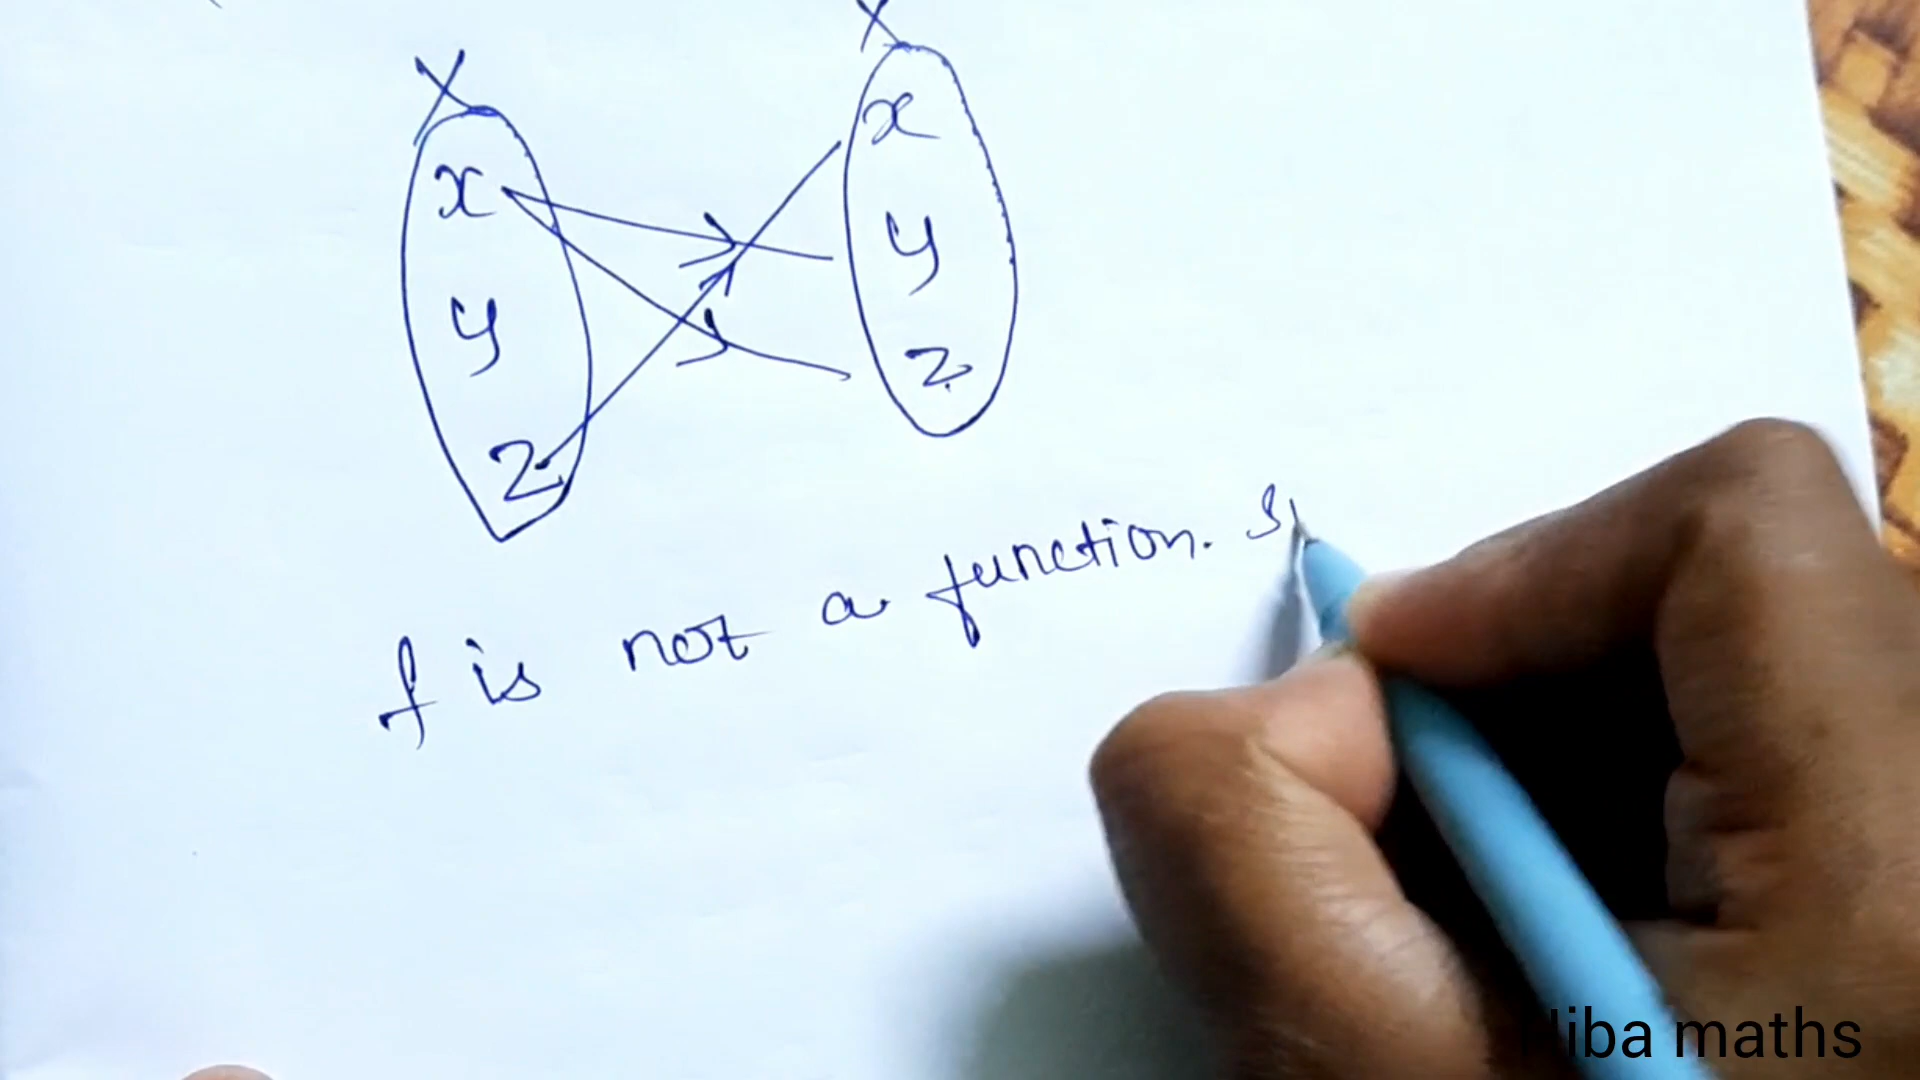 X
X
x
x
y
y
z
z
f is not a function.
iba maths